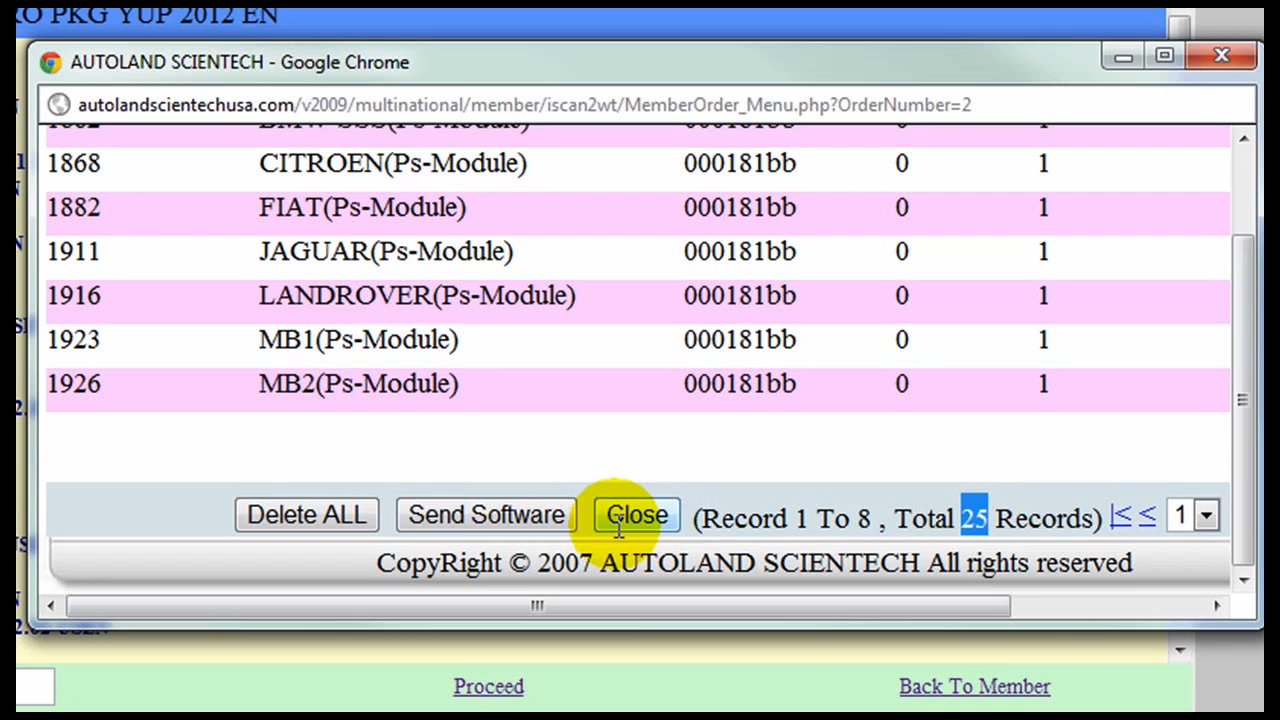 O PKG YUP 2012 EN
AUTOLAND SCIENTECH - Google Chrome
autolandscientechusa.com/v2009/multinational/member/iscan2wt/MemberOrder_Menu.php?OrderNumber=2
1868 CITROEN(Ps-Module) 000181bb 0 1
1882 FIAT(Ps-Module) 000181bb 0 1
1911 JAGUAR(Ps-Module) 000181bb 0 1
1916 LANDROVER(Ps-Module) 000181bb 0 1
1923 MB1(Ps-Module) 000181bb 0 1
1926 MB2(Ps-Module) 000181bb 0 1
Delete ALL Send Software Close (Record 1 To 8 , Total 25 Records) |< < 1
CopyRight © 2007 AUTOLAND SCIENTECH All rights reserved
Proceed Back To Member